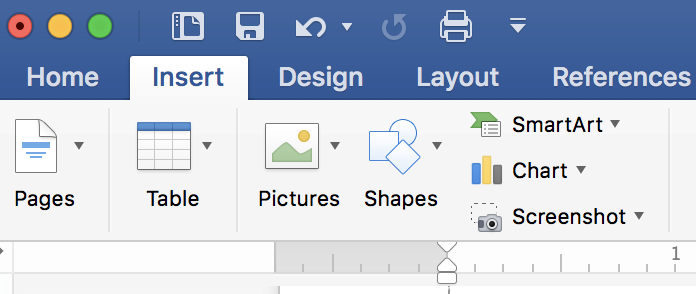 Home Insert Design Layout References
Pages Table Pictures Shapes
SmartArt
Chart
Screenshot
1